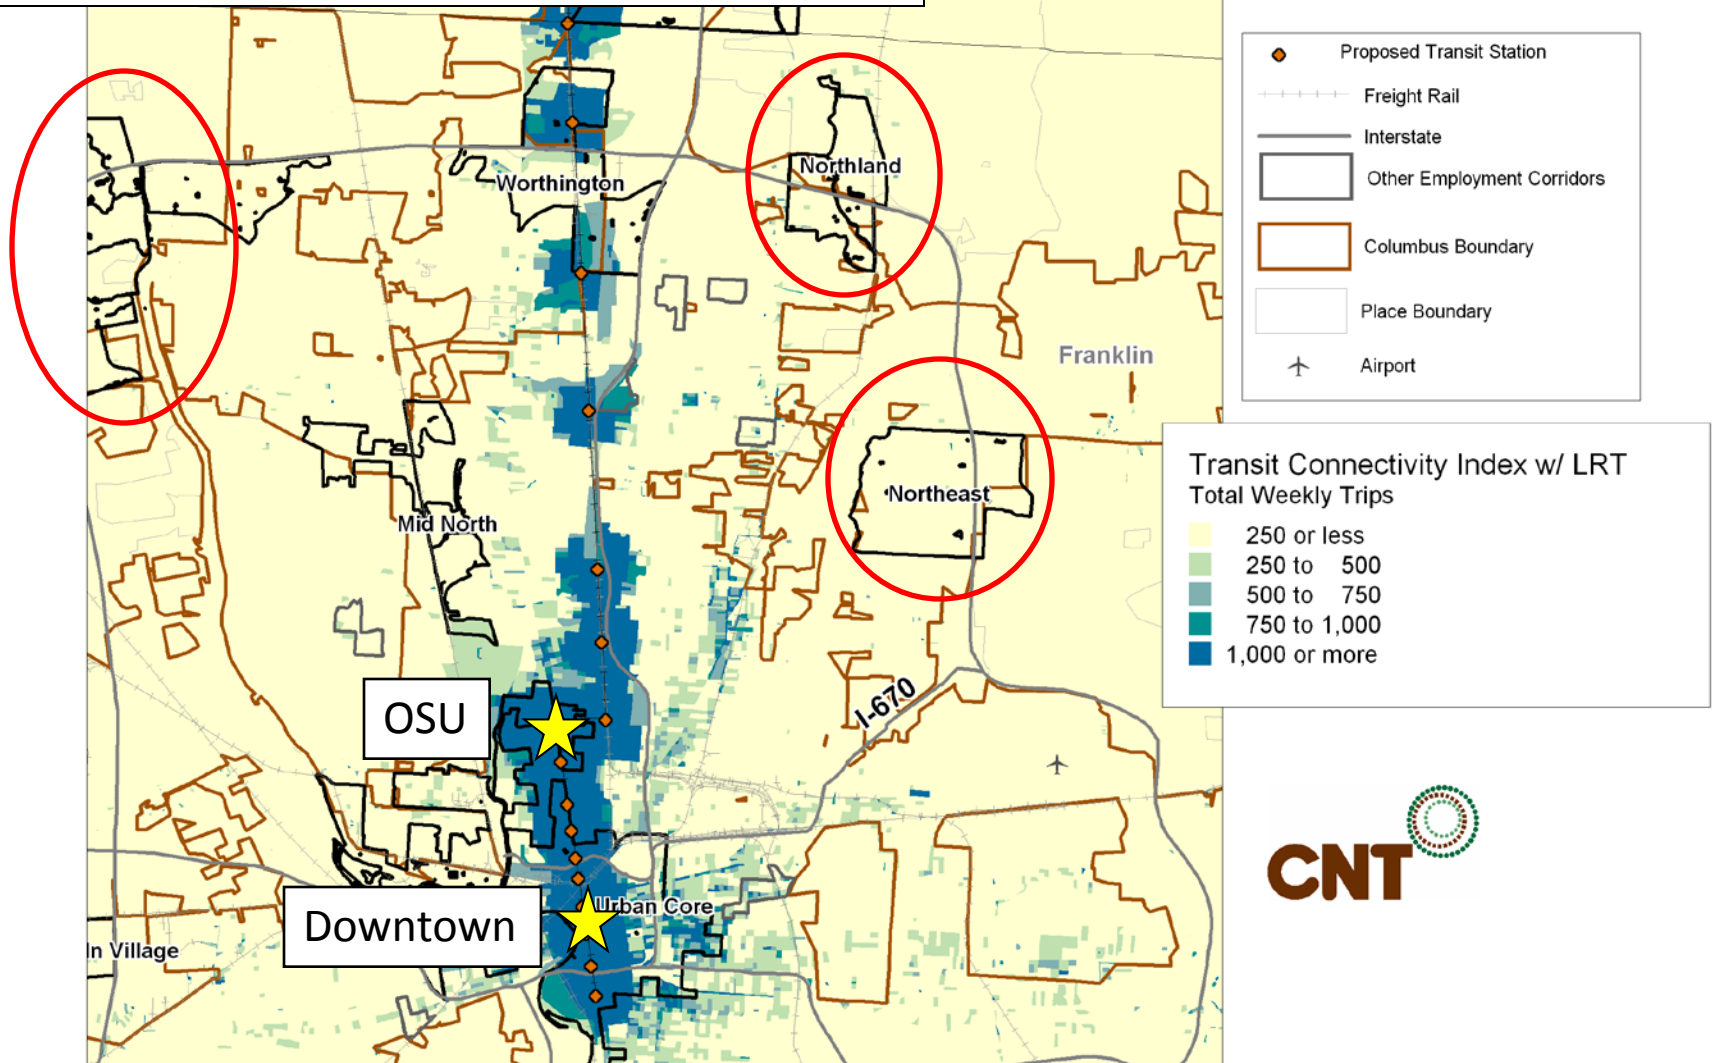 Proposed Transit Station
Freight Rail
Interstate
Other Employment Corridors
Columbus Boundary
Place Boundary
Airport
Northland
Worthington
Franklin
Transit Connectivity Index w/ LRT
Total Weekly Trips
250 or less
250 to 500
500 to 750
750 to 1,000
1,000 or more
Northeast
Mid North
I-670
OSU
CNT
Urban Core
Downtown
ln Village